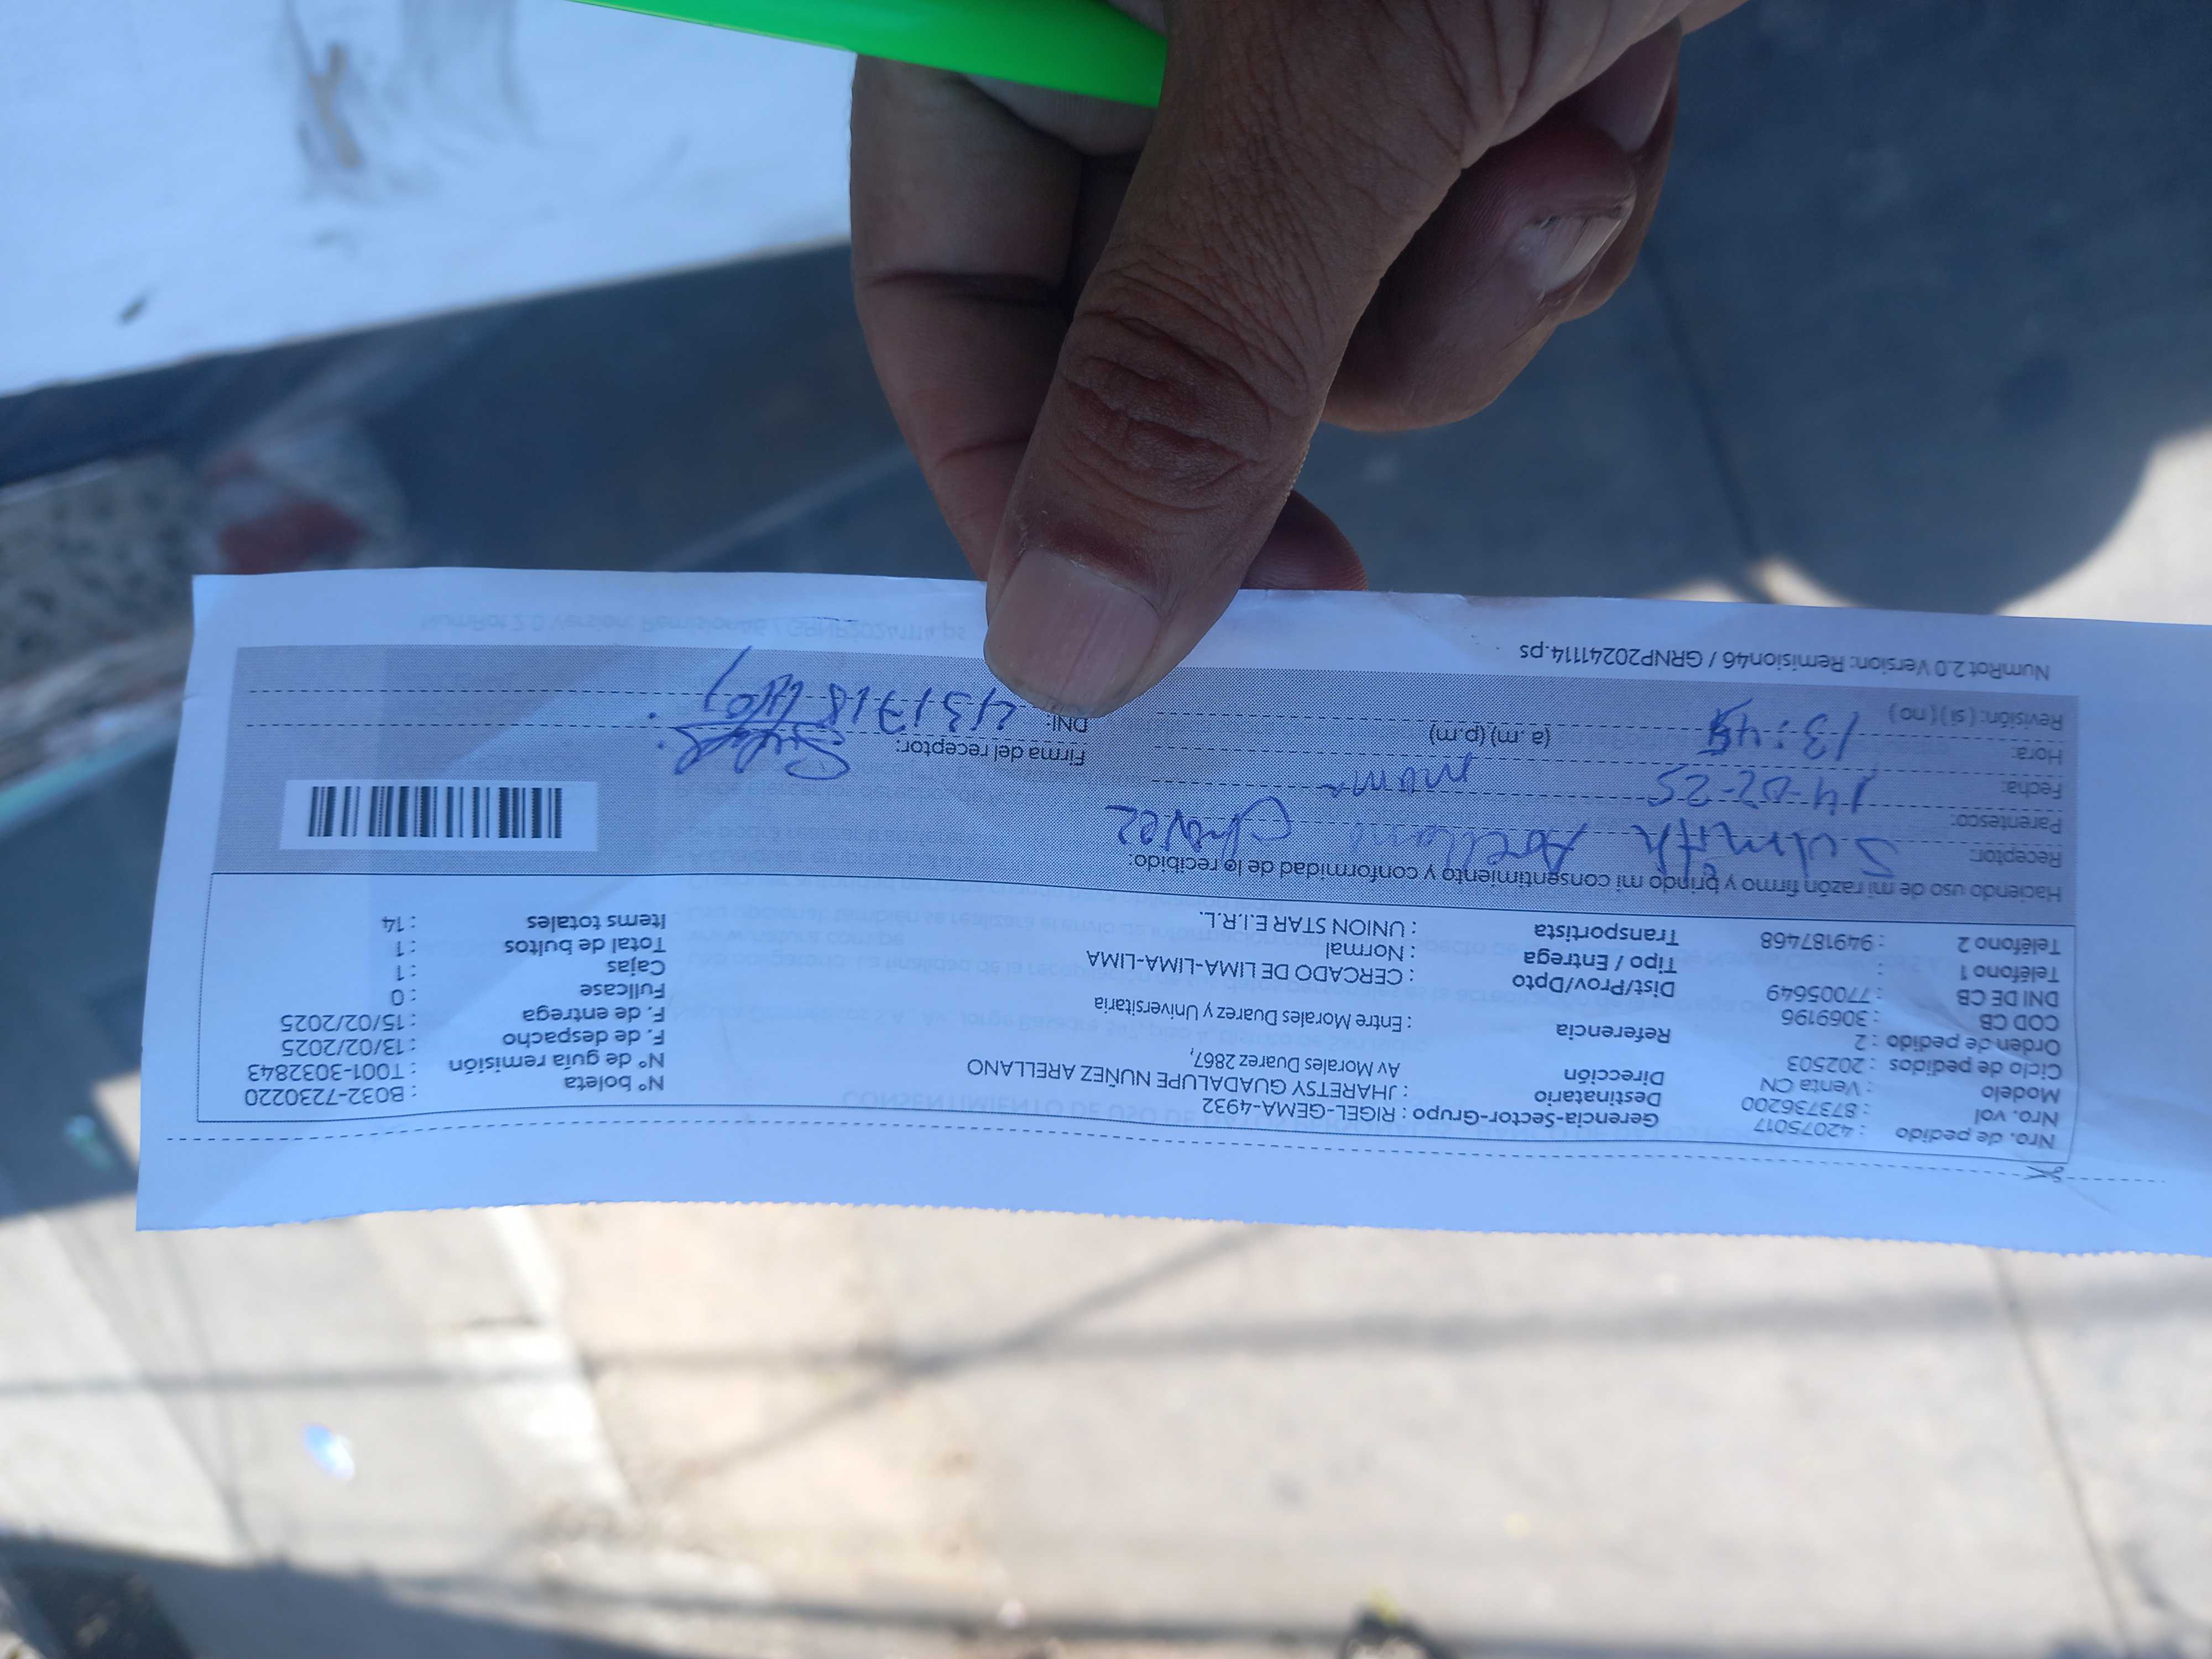 Nro. de pedido : 42075017
Nro. vol : 873736200
Modelo : Venta CN
Ciclo de pedidos : 202503
Orden de pedido : 2
COD CB : 3069196
DNI DE CB : 77005649
Teléfono 1 :
Teléfono 2 : 949187468
Gerencia-Sector-Grupo : RIGEL-GEMA-4932
Destinatario : JHARETSY GUADALUPE NUÑEZ ARELLANO
Dirección Av Morales Duarez 2867,
Referencia : Entre Morales Duarez y Universitaria
Dist/Prov/Dpto : CERCADO DE LIMA-LIMA-LIMA
Tipo / Entrega : Normal
Transportista : UNION STAR E.I.R.L.
N° boleta : B032-7230220
N° de guía remisión : T001-3032843
F. de despacho : 13/02/2025
F. de entrega : 15/02/2025
Fullcase : 0
Cajas : 1
Total de bultos : 1
Items totales : 14
Haciendo uso de mi razón firmo y brindo mi consentimiento y conformidad de lo recibido:
Receptor: Arellano Chavez
Parentesco: mama
Fecha: 14-02-25
Hora: 13:4 (a. m) (p.m)
Revisión: ( si ) ( no )
Firma del receptor:
DNI:
NumRot 2.0 Version: Remision46 / GRNP20241114.ps